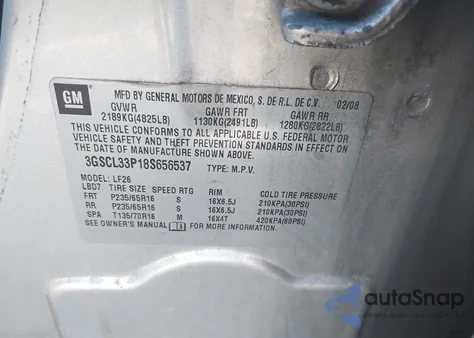 GM
MFD BY GENERAL MOTORS DE MEXICO, S. DE R.L. DE C.V. 02/08
GVWR GAWR FRT GAWR RR
2189KG(4825LB) 1130KG(2491LB) 1280KG(2822LB)
THIS VEHICLE CONFORMS TO ALL APPLICABLE U.S. FEDERAL MOTOR
VEHICLE SAFETY AND THEFT PREVENTION STANDARDS IN EFFECT
ON THE DATE OF MANUFACTURE SHOWN ABOVE.
3GSCL33P18S656537 TYPE: M.P.V.
MODEL: LF26
LBD7 TIRE SIZE SPEED RTG RIM COLD TIRE PRESSURE
FRT P235/65R16 S 16X6.5J 210KPA(30PSI)
RR P235/65R16 S 16X6.5J 210KPA(30PSI)
SPA T135/70R16 M 16X4T 420KPA(60PSI)
SEE OWNER'S MANUAL FOR MORE INFORMATION.
autoSnap